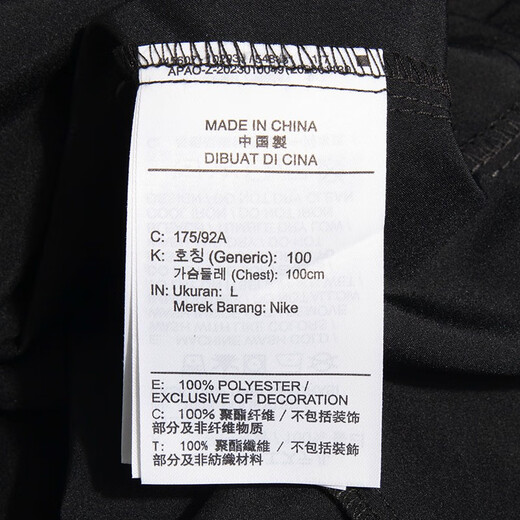 MADE IN CHINA
中国製
DIBUAT DI CINA
C: 175/92A
K: 호칭 (Generic): 100
가슴둘레 (Chest): 100cm
IN: Ukuran: L
Merek Barang: Nike
E: 100% POLYESTER /
EXCLUSIVE OF DECORATION
C: 100% 聚酯纤维 / 不包括装饰
部分及非纤维物质
T: 100% 聚酯纖維 / 不包括裝飾
部分及非紡織材料